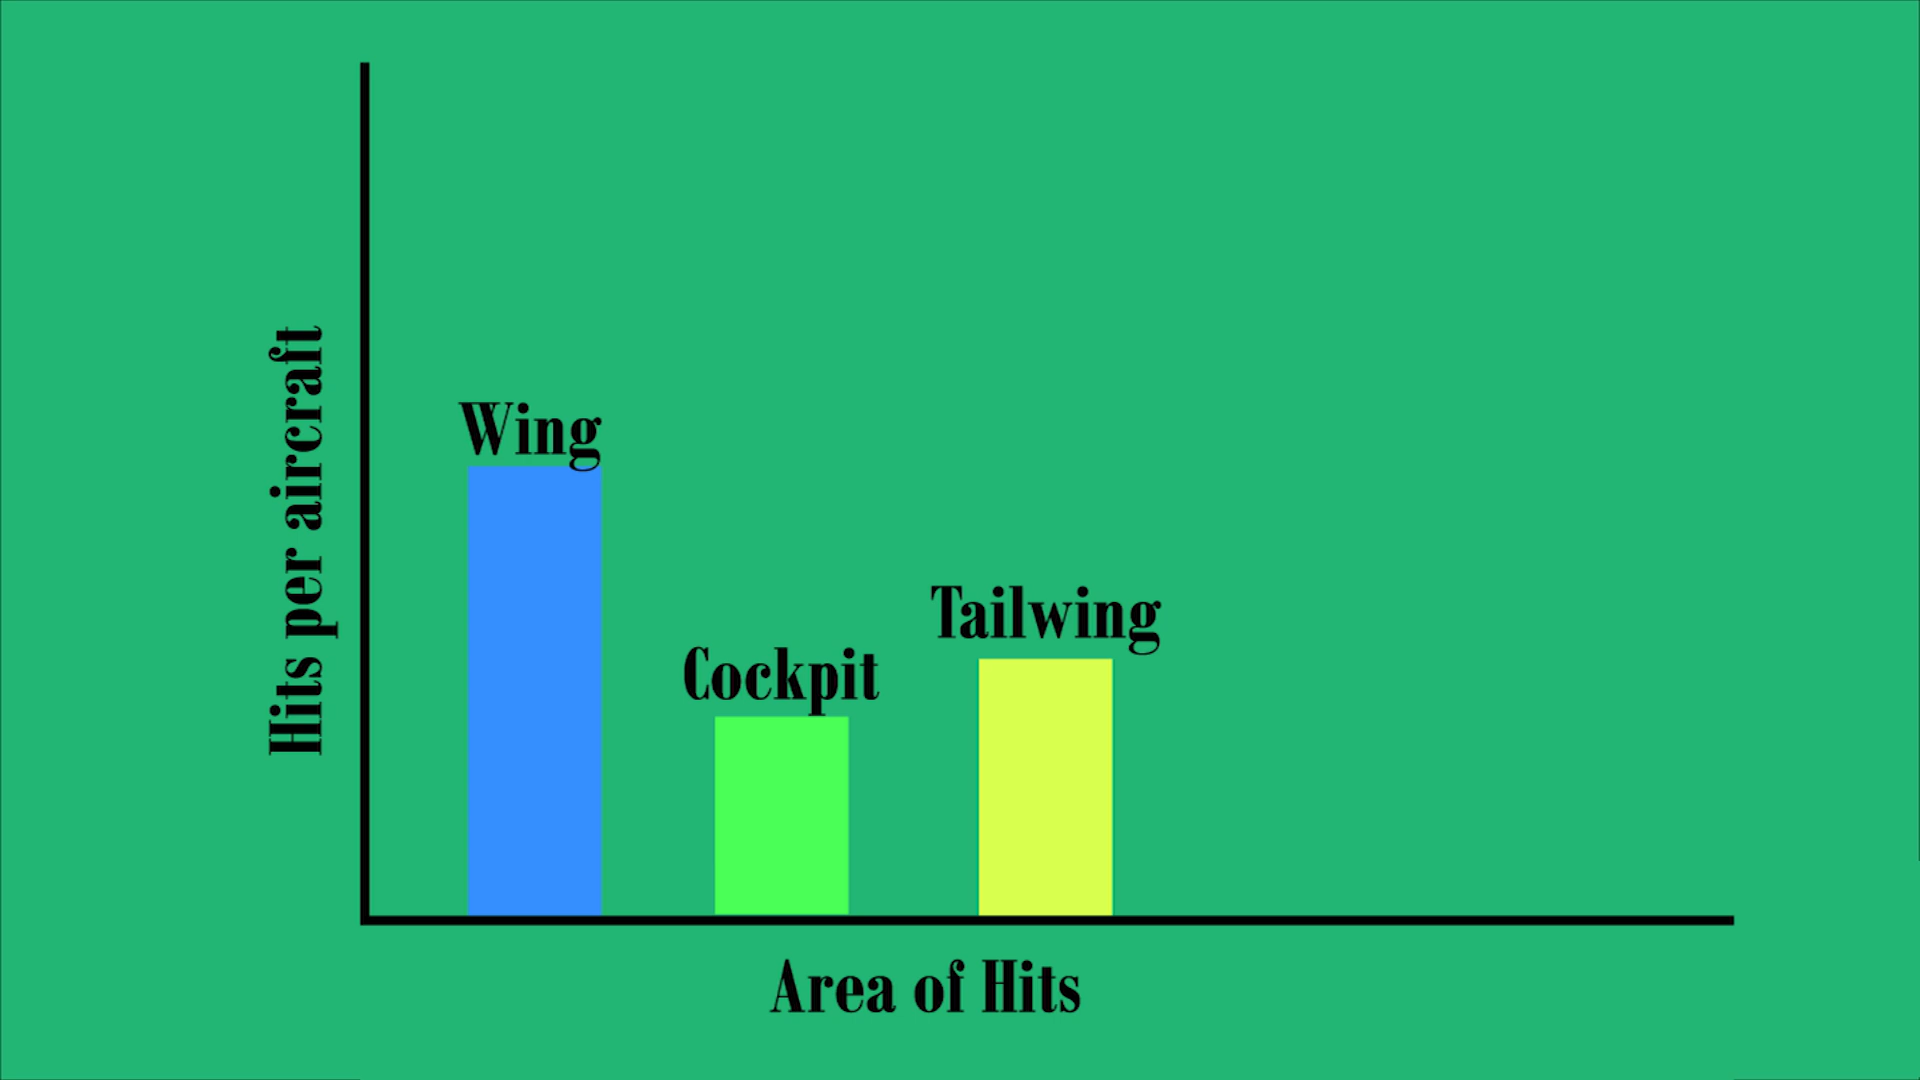 Hits per aircraft
Wing
Cockpit
Tailwing
Area of Hits